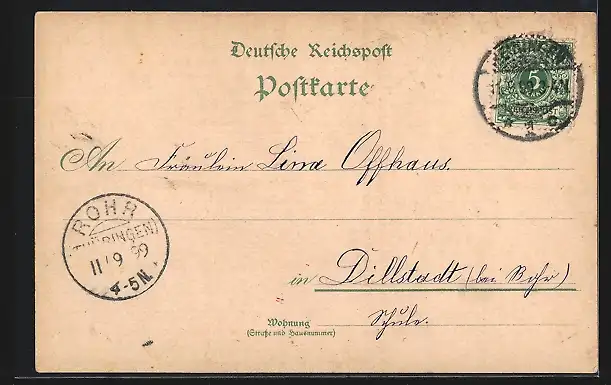 Deutsche Reichspost
Postkarte
5
An Fräulein Lina Offhaus.
ROHR
(THÜRINGEN)
11/9 99
4-5N.
in Dillstadt (bei Rohr)
Schule.
Wohnung
(Straße und Hausnummer)